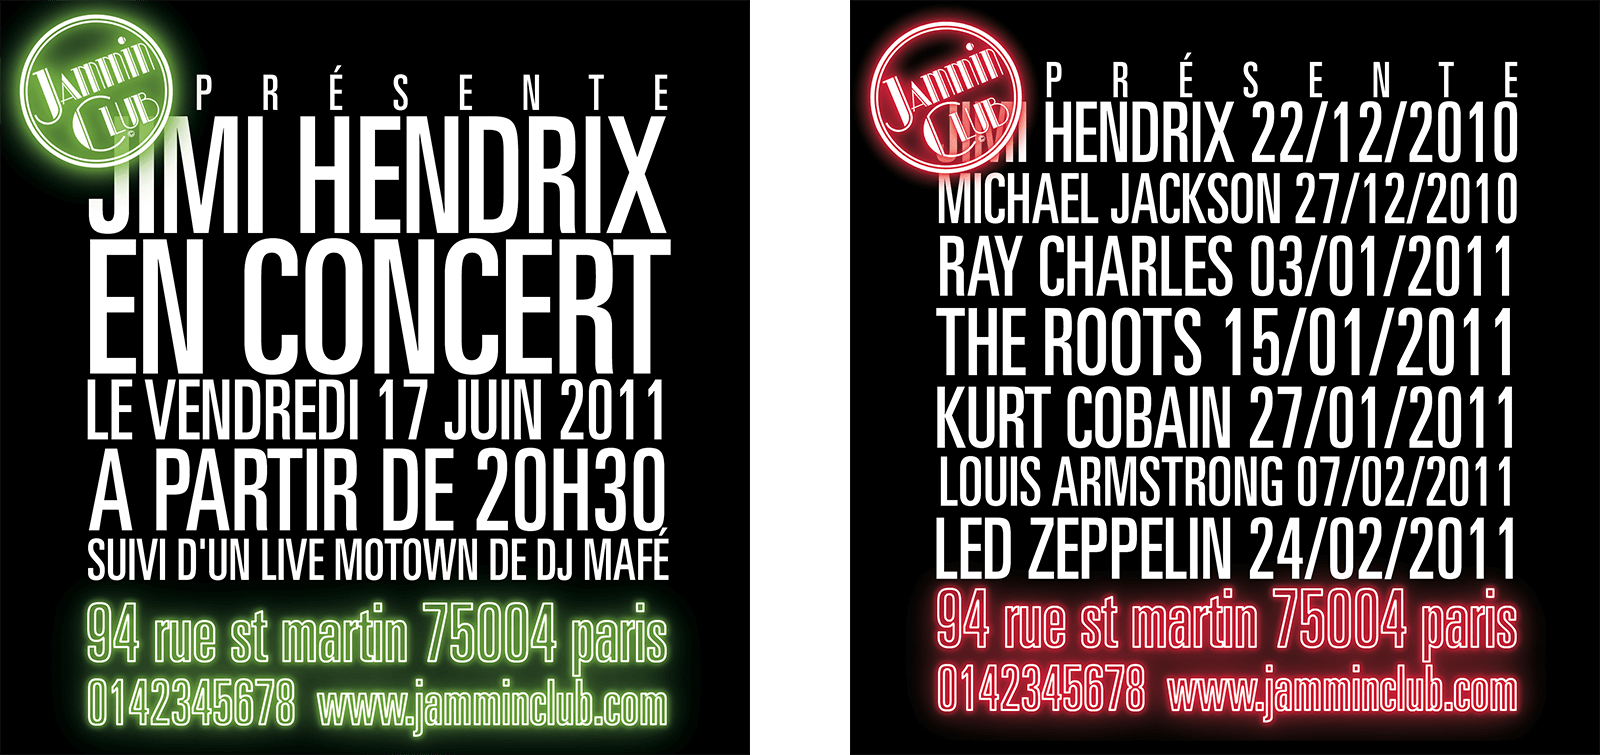 Jammin
Club
©
PRÉSENTE
JIMI HENDRIX
EN CONCERT
LE VENDREDI 17 JUIN 2011
A PARTIR DE 20H30
SUIVI D'UN LIVE MOTOWN DE DJ MAFÉ
94 rue st martin 75004 paris
0142345678 www.jamminclub.com
Jammin
Club
©
PRÉSENTE
JIMI HENDRIX 22/12/2010
MICHAEL JACKSON 27/12/2010
RAY CHARLES 03/01/2011
THE ROOTS 15/01/2011
KURT COBAIN 27/01/2011
LOUIS ARMSTRONG 07/02/2011
LED ZEPPELIN 24/02/2011
94 rue st martin 75004 paris
0142345678 www.jamminclub.com